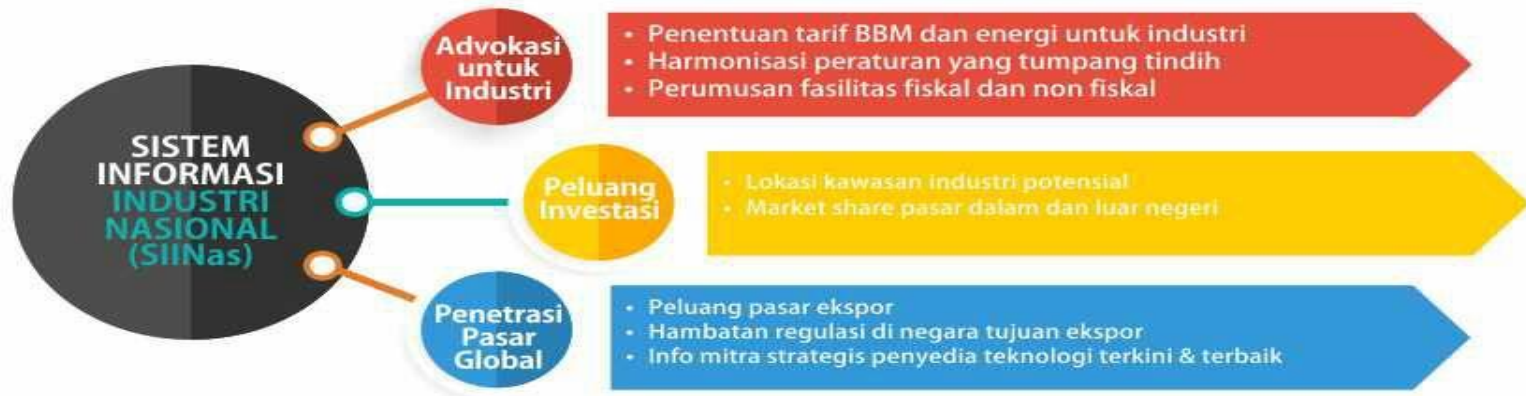 SISTEM
INFORMASI
INDUSTRI
NASIONAL
(SIINas)
Advokasi
untuk
Industri
• Penentuan tarif BBM dan energi untuk industri
• Harmonisasi peraturan yang tumpang tindih
• Perumusan fasilitas fiskal dan non fiskal
Peluang
Investasi
• Lokasi kawasan industri potensial
• Market share pasar dalam dan luar negeri
Penetrasi
Pasar
Global
• Peluang pasar ekspor
• Hambatan regulasi di negara tujuan ekspor
• Info mitra strategis penyedia teknologi terkini & terbaik